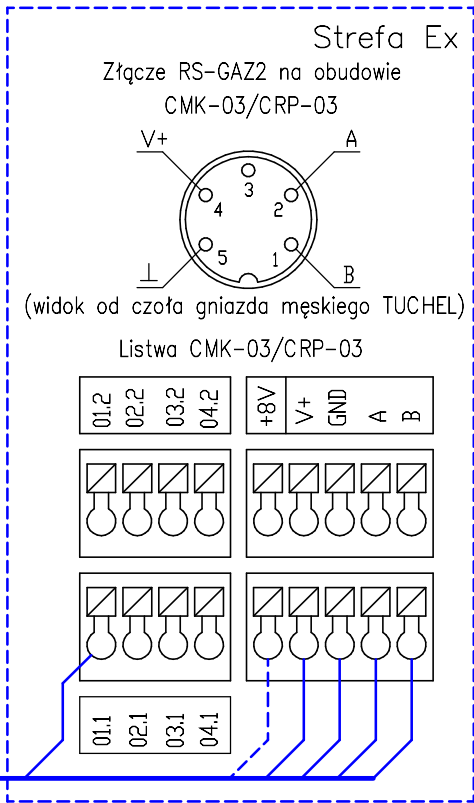 Strefa Ex
Złącze RS-GAZ2 na obudowie
CMK-03/CRP-03
V+ A
3
4 2
5 1
⊥ B
(widok od czoła gniazda męskiego TUCHEL)
Listwa CMK-03/CRP-03
01.2 02.2 03.2 04.2 +8V V+ GND A B
01.1 02.1 03.1 04.1